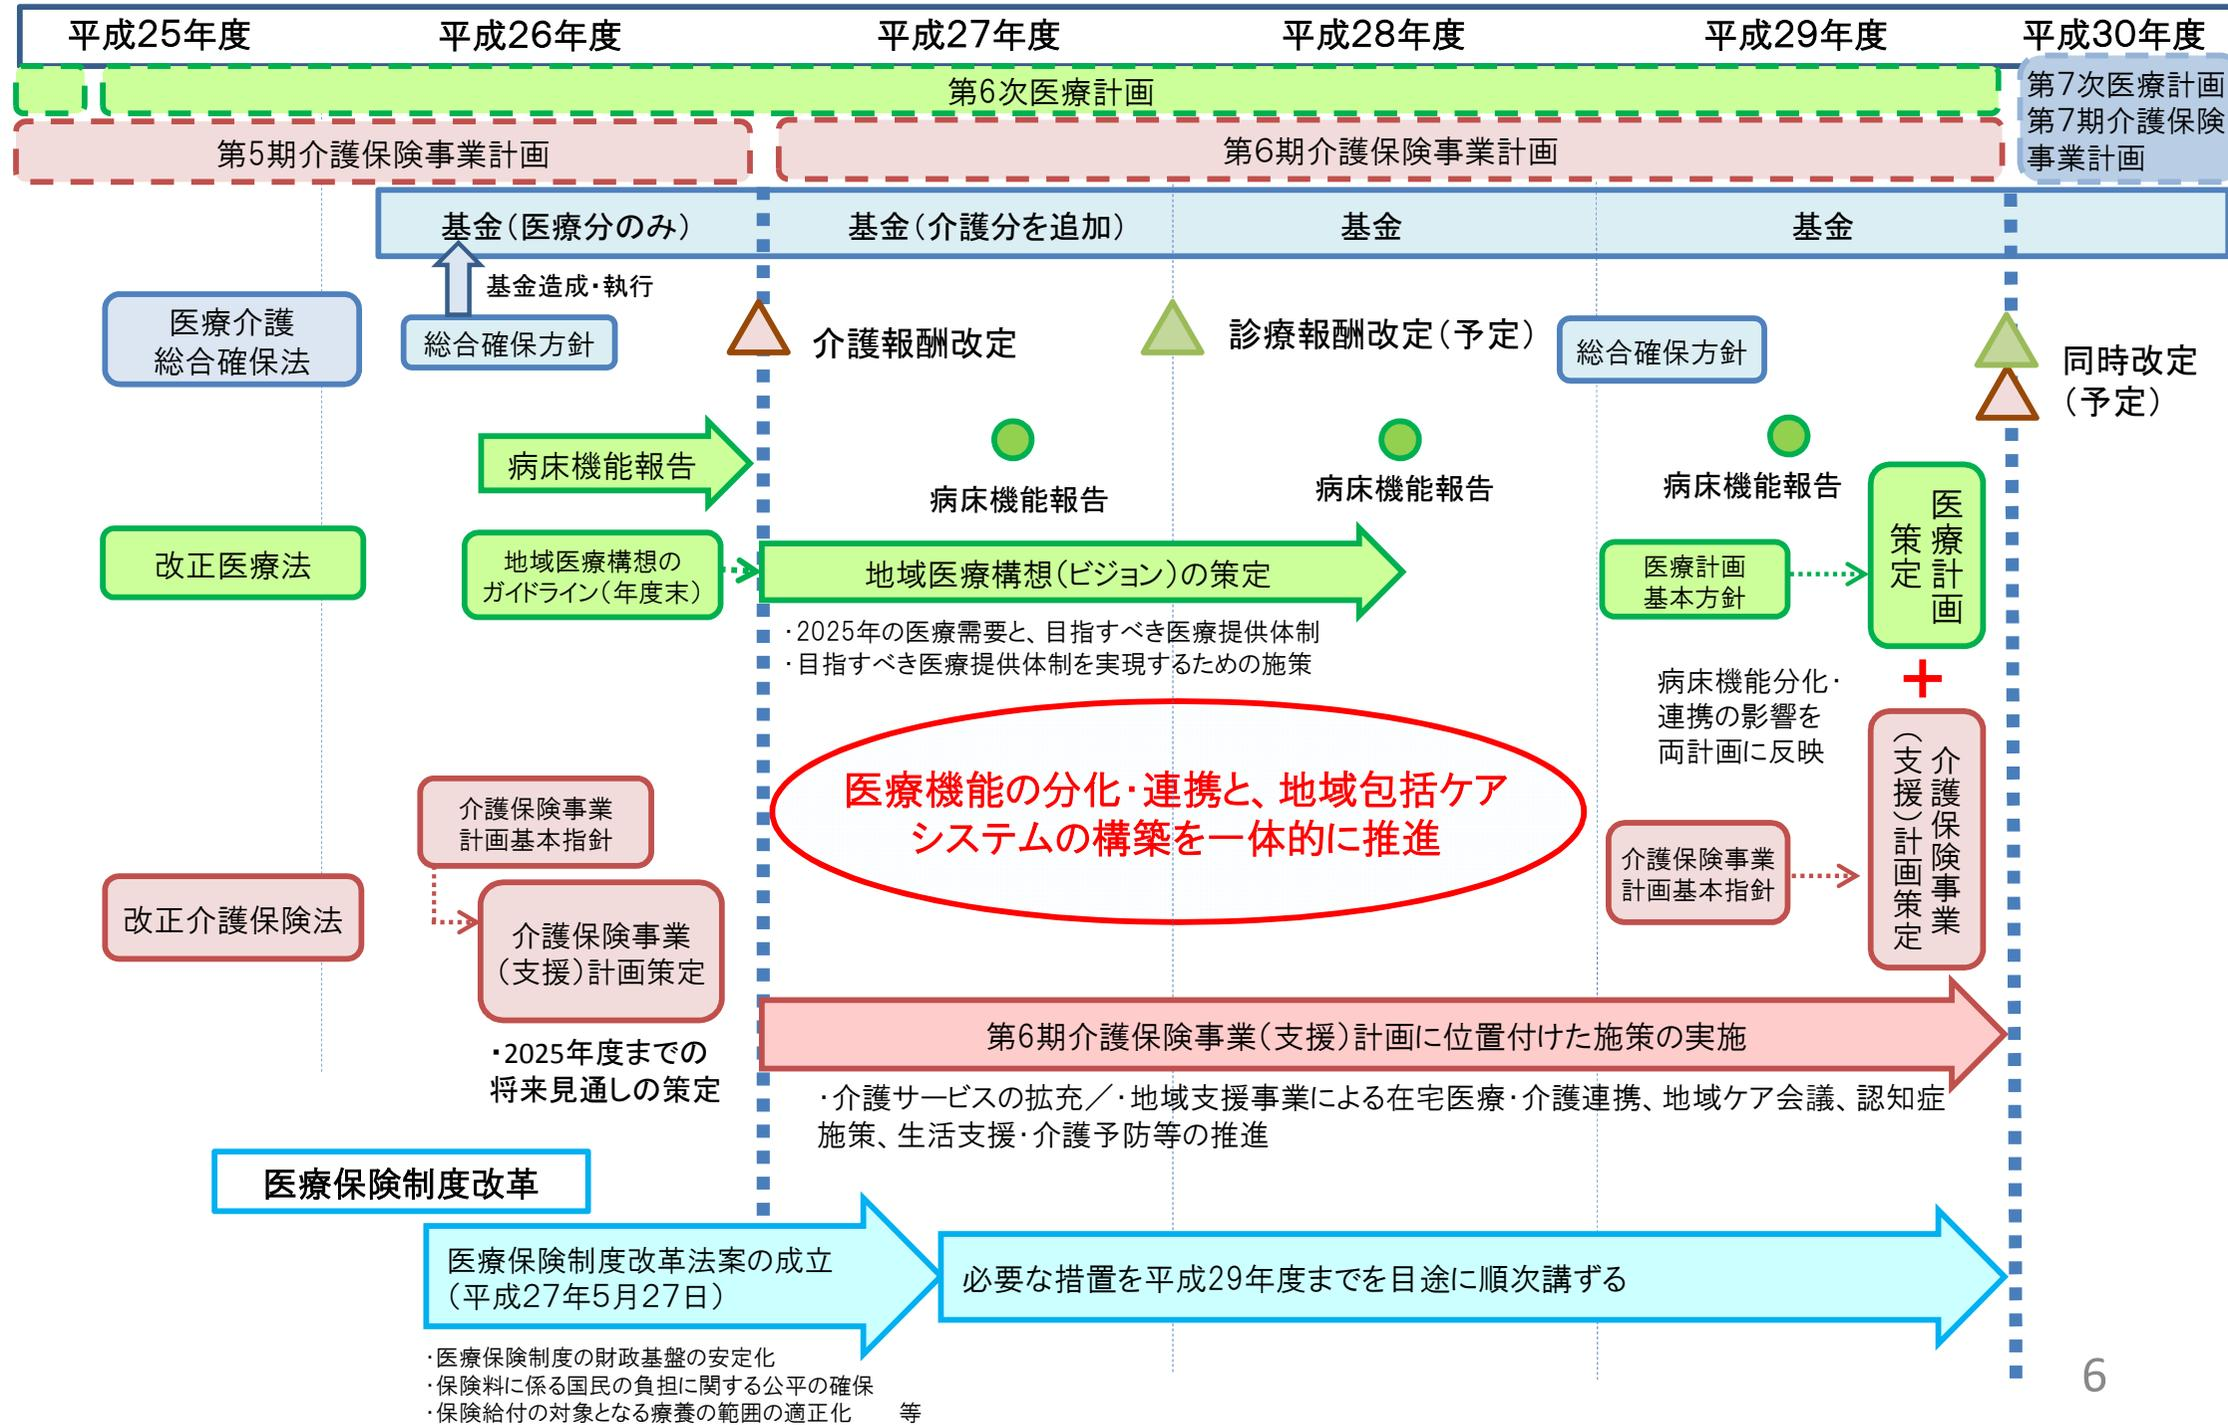 平成25年度 平成26年度 平成27年度 平成28年度 平成29年度 平成30年度
第6次医療計画
第7次医療計画
第7期介護保険
事業計画
第5期介護保険事業計画
第6期介護保険事業計画
基金（医療分のみ）
基金（介護分を追加）
基金
基金
基金造成・執行
医療介護
総合確保法
総合確保方針
介護報酬改定
診療報酬改定（予定）
総合確保方針
同時改定
（予定）
病床機能報告
病床機能報告
病床機能報告
病床機能報告
改正医療法
地域医療構想の
ガイドライン（年度末）
地域医療構想（ビジョン）の策定
・2025年の医療需要と、目指すべき医療提供体制
・目指すべき医療提供体制を実現するための施策
医療計画
基本方針
医療計画
策定
+
病床機能分化・
連携の影響を
両計画に反映
医療機能の分化・連携と、地域包括ケア
システムの構築を一体的に推進
介護保険事業
計画基本指針
改正介護保険法
介護保険事業
（支援）計画策定
・2025年度までの
将来見通しの策定
介護保険事業
計画基本指針
介護保険事業
（支援）計画策定
第6期介護保険事業（支援）計画に位置付けた施策の実施
・介護サービスの拡充／・地域支援事業による在宅医療・介護連携、地域ケア会議、認知症
施策、生活支援・介護予防等の推進
医療保険制度改革
医療保険制度改革法案の成立
（平成27年5月27日）
必要な措置を平成29年度までを目途に順次講ずる
・医療保険制度の財政基盤の安定化
・保険料に係る国民の負担に関する公平の確保
・保険給付の対象となる療養の範囲の適正化　　等
6